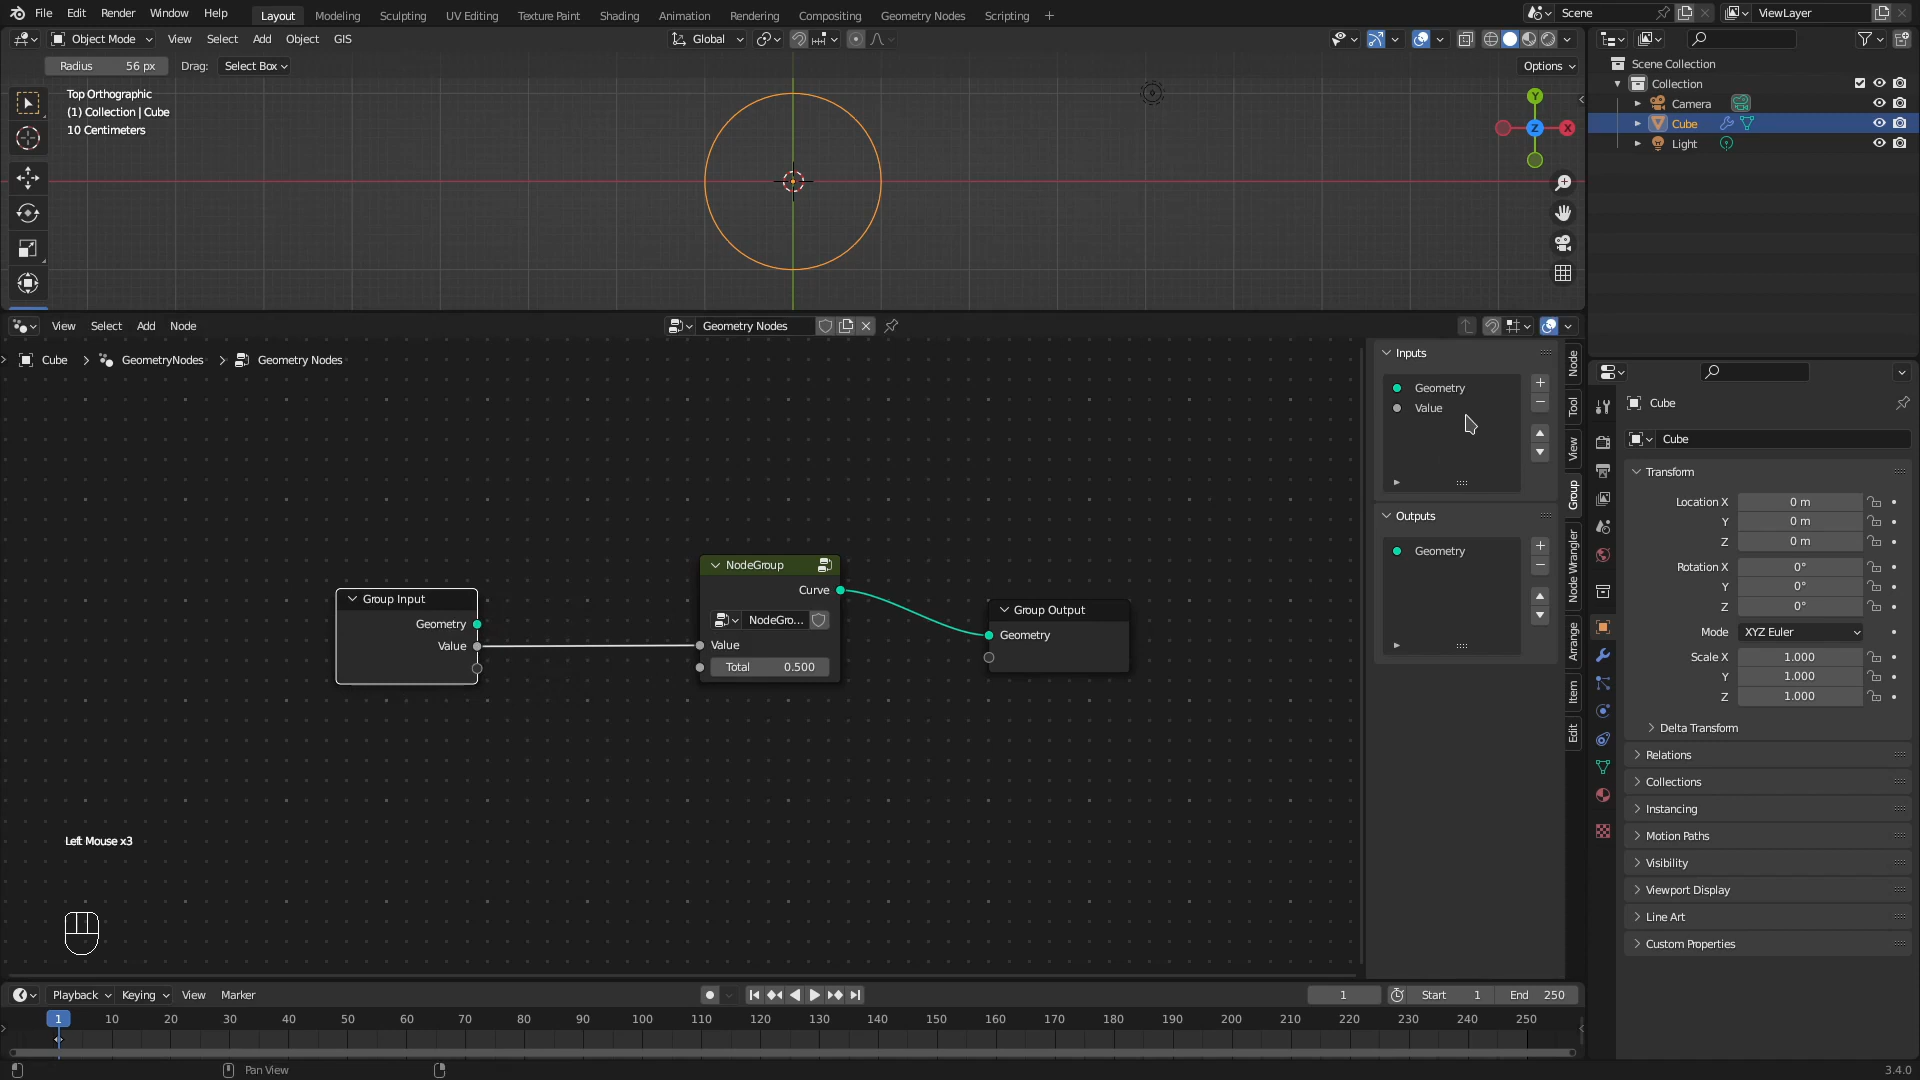 File Edit Render Window Help Layout Modeling Sculpting UV Editing Texture Paint Shading Animation Rendering Compositing Geometry Nodes Scripting + Scene ViewLayer
Object Mode View Select Add Object GIS Global
Radius 56 px Drag: Select Box Options
Top Orthographic
(1) Collection | Cube
10 Centimeters
Y
Z X
Scene Collection
Collection
Camera
Cube
Light
View Select Add Node Geometry Nodes
Cube > GeometryNodes > Geometry Nodes
Group Input
Geometry
Value
NodeGroup
Curve
NodeGro...
Value
Total 0.500
Group Output
Geometry
Inputs
Geometry
Value
Outputs
Geometry
Node
Tool
View
Group
Node Wrangler
Arrange
Item
Edit
Left Mouse x3
Cube
Cube
Transform
Location X 0 m
Y 0 m
Z 0 m
Rotation X 0°
Y 0°
Z 0°
Mode XYZ Euler
Scale X 1.000
Y 1.000
Z 1.000
Delta Transform
Relations
Collections
Instancing
Motion Paths
Visibility
Viewport Display
Line Art
Custom Properties
Playback Keying View Marker 1 Start 1 End 250
1 10 20 30 40 50 60 70 80 90 100 110 120 130 140 150 160 170 180 190 200 210 220 230 240 250
Pan View 3.4.0